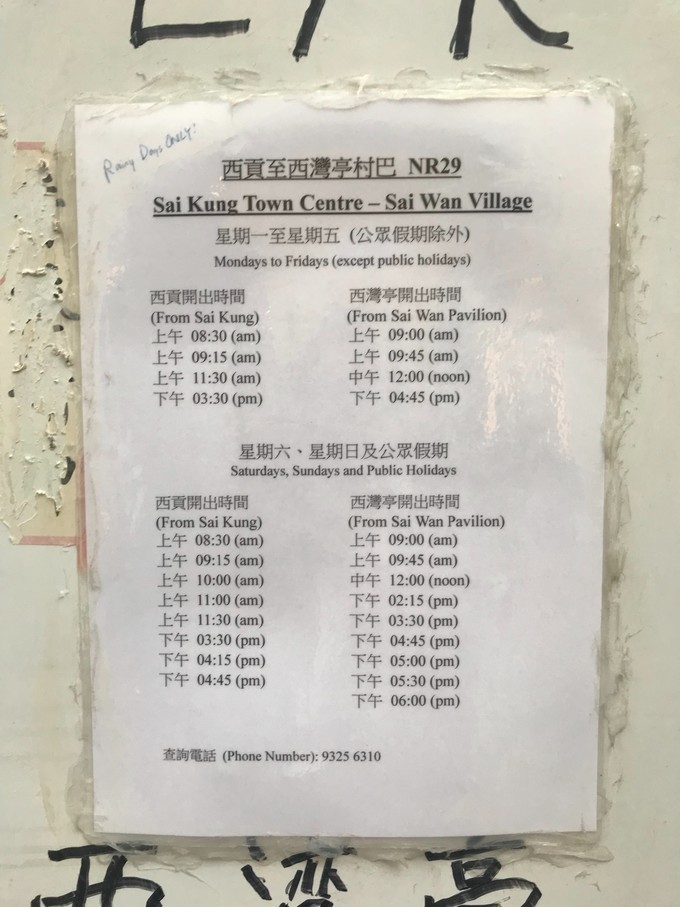 Rainy Days ONLY!
西貢至西灣亭村巴 NR29
Sai Kung Town Centre – Sai Wan Village
星期一至星期五 (公眾假期除外)
Mondays to Fridays (except public holidays)
西貢開出時間
(From Sai Kung)
上午 08:30 (am)
上午 09:15 (am)
上午 11:30 (am)
下午 03:30 (pm)
西灣亭開出時間
(From Sai Wan Pavilion)
上午 09:00 (am)
上午 09:45 (am)
中午 12:00 (noon)
下午 04:45 (pm)
星期六、星期日及公眾假期
Saturdays, Sundays and Public Holidays
西貢開出時間
(From Sai Kung)
上午 08:30 (am)
上午 09:15 (am)
上午 10:00 (am)
上午 11:00 (am)
上午 11:30 (am)
下午 03:30 (pm)
下午 04:15 (pm)
下午 04:45 (pm)
西灣亭開出時間
(From Sai Wan Pavilion)
上午 09:00 (am)
上午 09:45 (am)
中午 12:00 (noon)
下午 02:15 (pm)
下午 03:30 (pm)
下午 04:45 (pm)
下午 05:00 (pm)
下午 05:30 (pm)
下午 06:00 (pm)
查詢電話 (Phone Number): 9325 6310
西灣亭